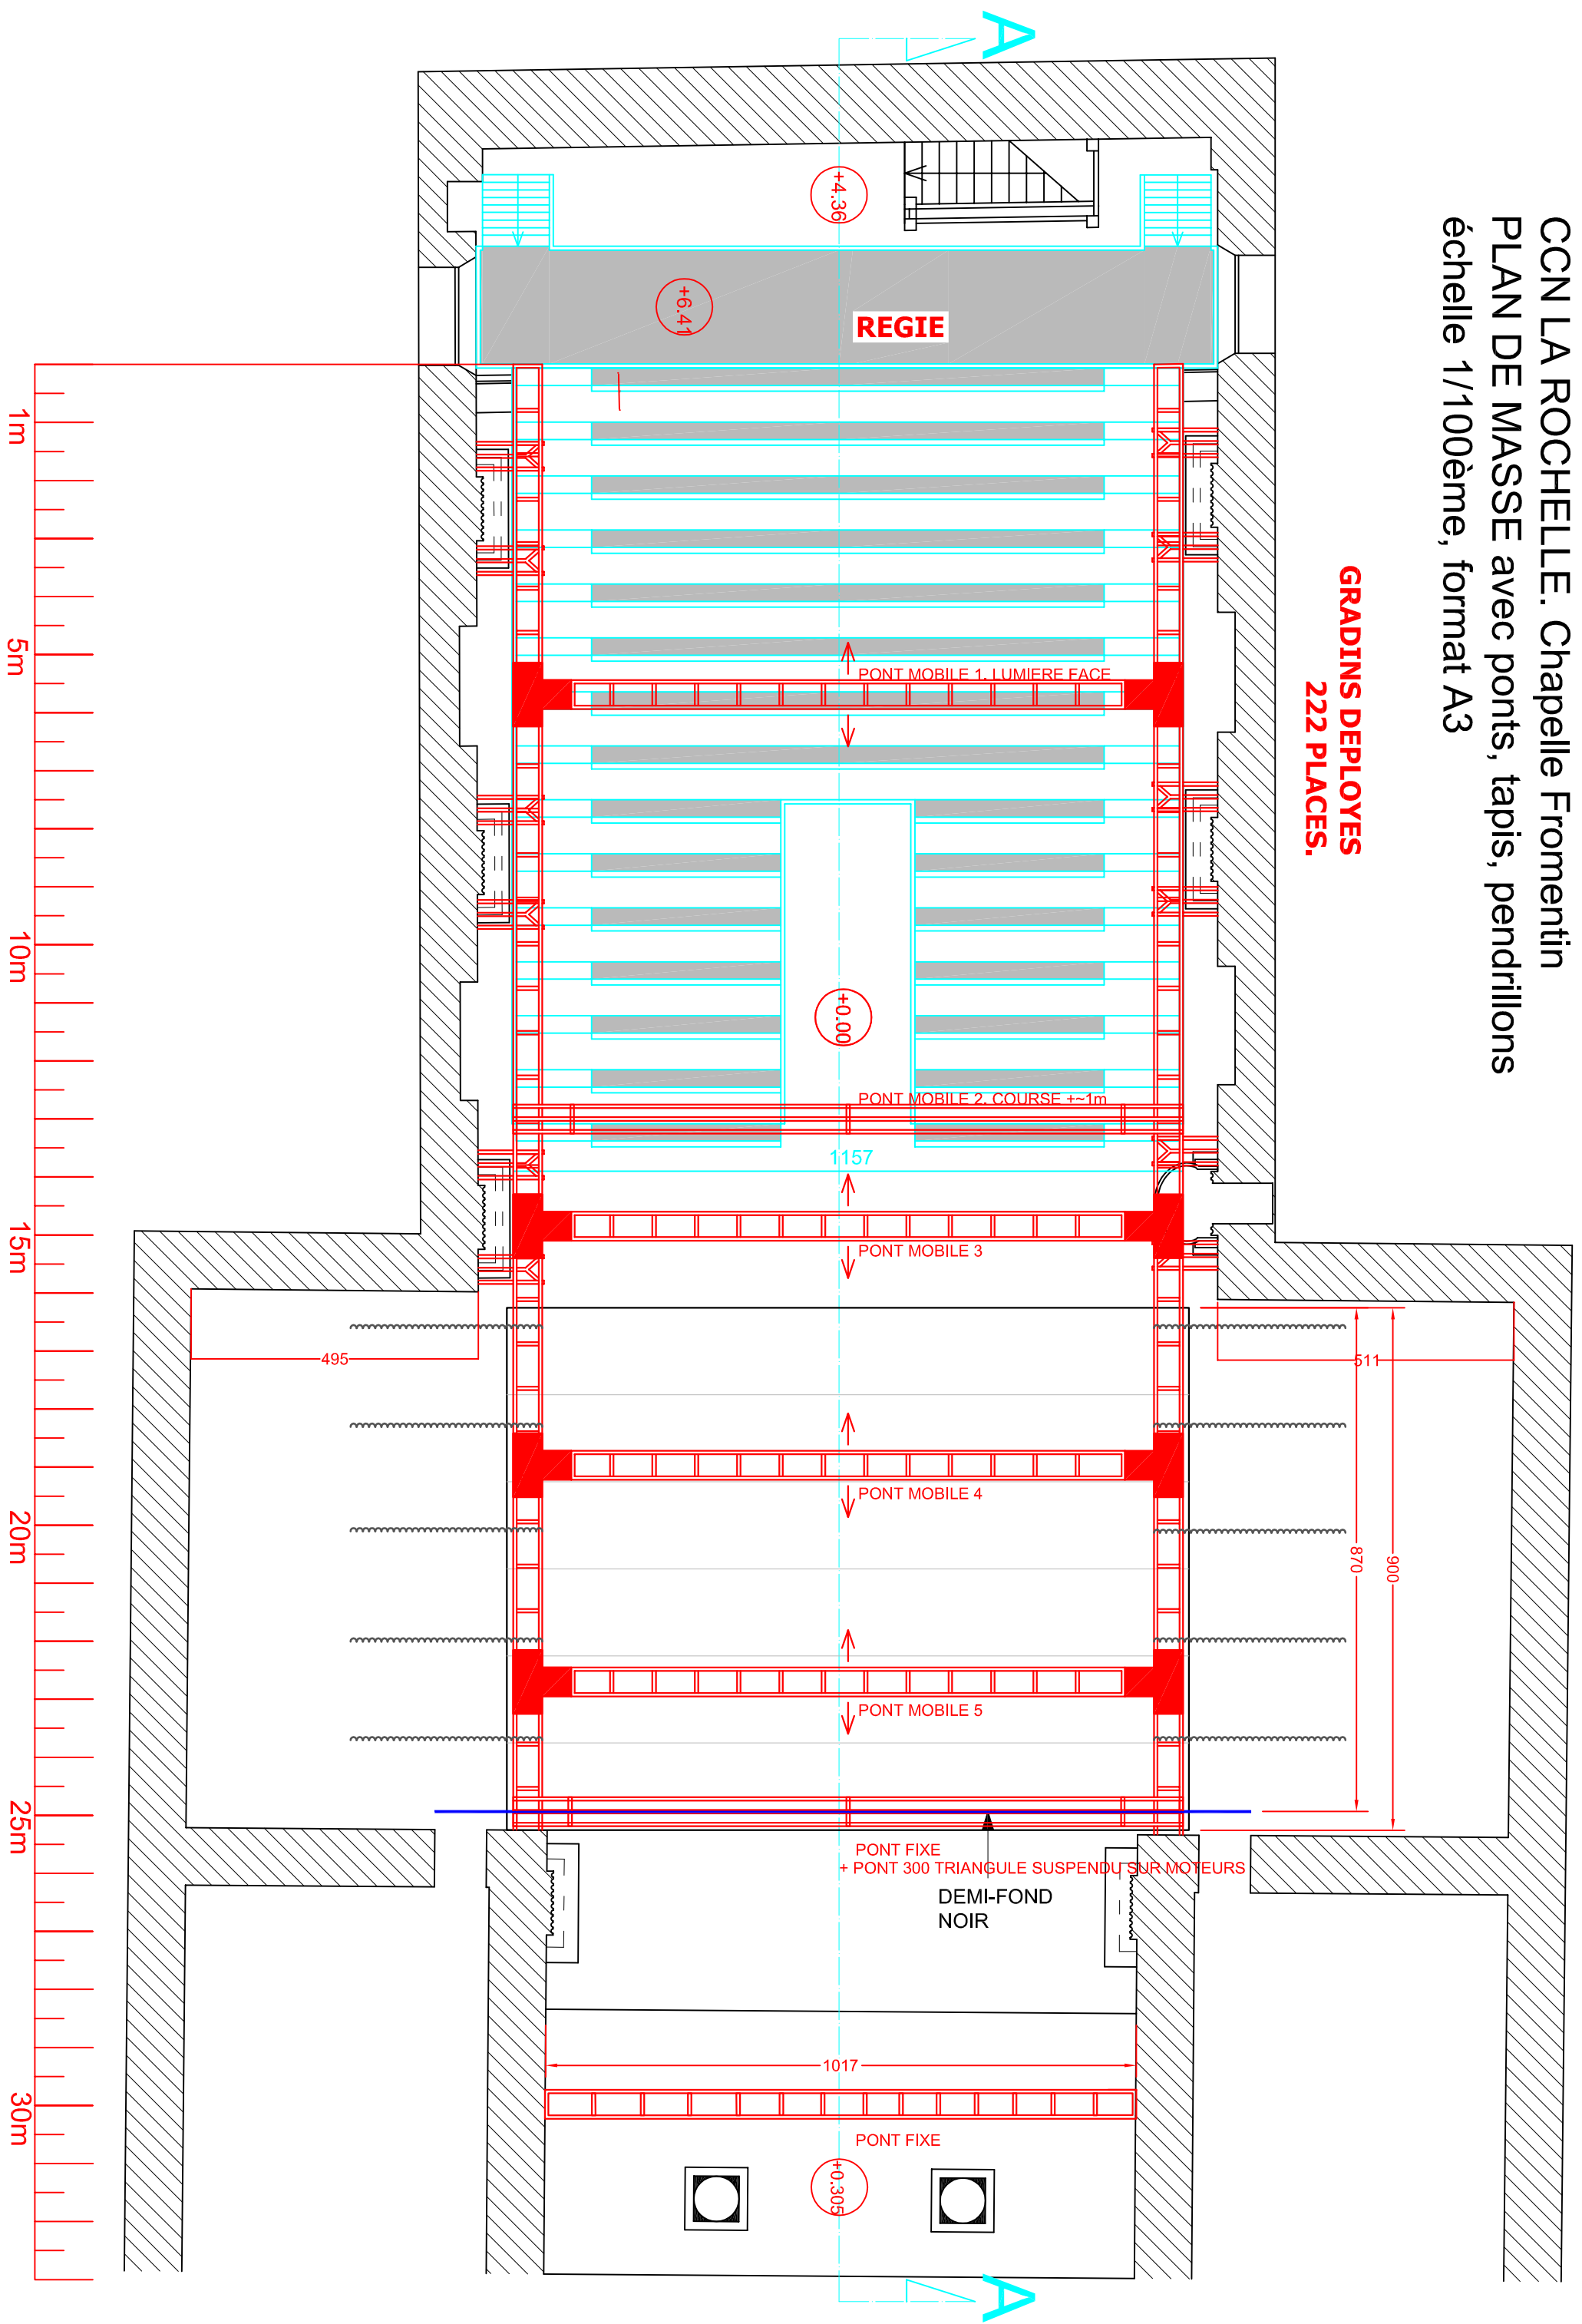 CCN LA ROCHELLE. Chapelle Fromentin
PLAN DE MASSE avec ponts, tapis, pendrillons
échelle 1/100ème, format A3
GRADINS DEPLOYES
222 PLACES.
A
+4.36
+6.41
REGIE
PONT MOBILE 1. LUMIERE FACE
+0.00
PONT MOBILE 2. COURSE +~1m
1157
PONT MOBILE 3
495
511
PONT MOBILE 4
870
900
PONT MOBILE 5
PONT FIXE
+ PONT 300 TRIANGULE SUSPENDU SUR MOTEURS
DEMI-FOND
NOIR
1017
PONT FIXE
+0.305
A
1m
5m
10m
15m
20m
25m
30m